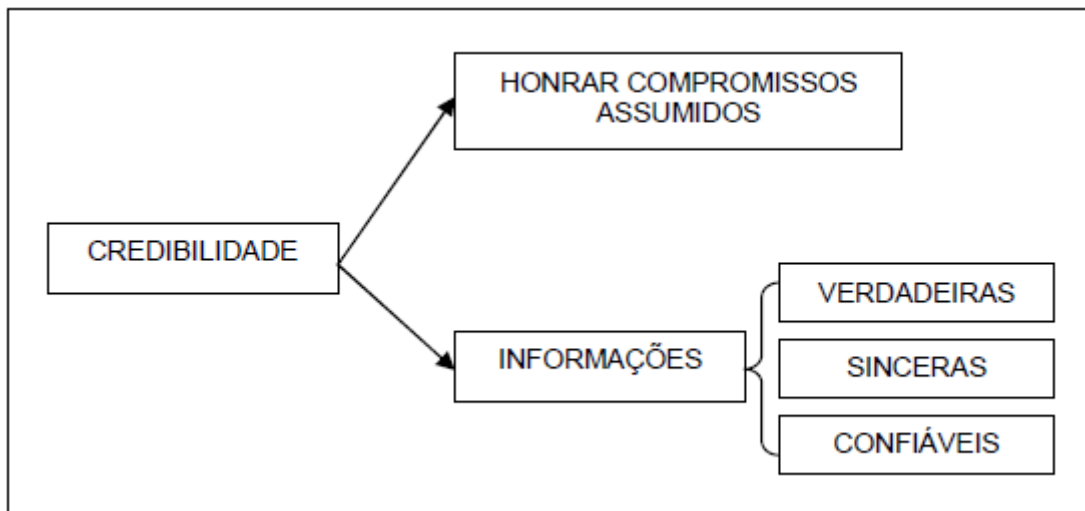 HONRAR COMPROMISSOS
ASSUMIDOS
CREDIBILIDADE
INFORMAÇÕES
VERDADEIRAS
SINCERAS
CONFIÁVEIS